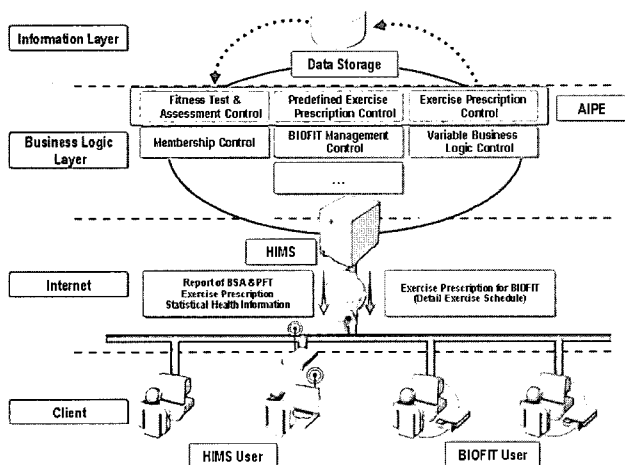 Information Layer
Data Storage
Fitness Test &
Assessment Control
Predefined Exercise
Prescription Control
Exercise Prescription
Control
AIPE
Business Logic
Layer
Membership Control
BIOFIT Management
Control
Variable Business
Logic Control
...
HIMS
Internet
Report of BSA & PFT
Exercise Prescription
Statistical Health Information
Exercise Prescription for BIOFIT
(Detail Exercise Schedule)
Client
HIMS User
BIOFIT User